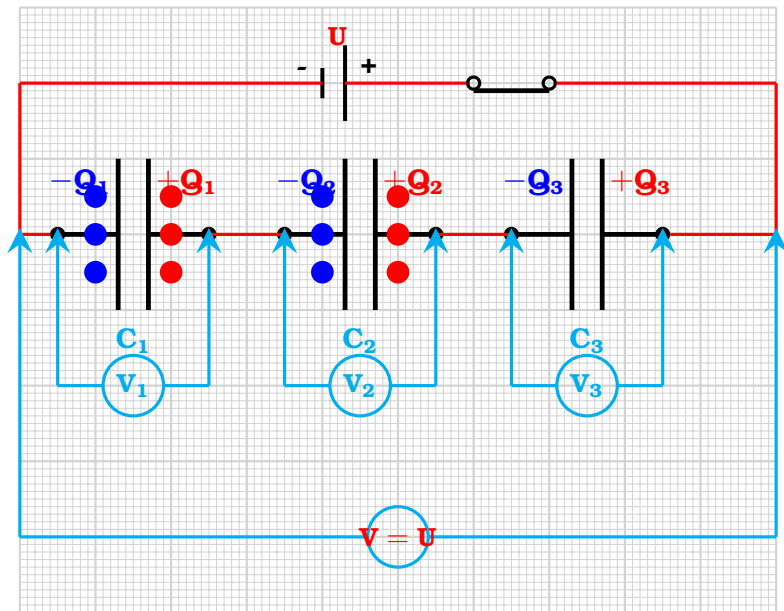 U
- +
−Q₁ +Q₁ −Q₂ +Q₂ −Q₃ +Q₃
C₁ C₂ C₃
V₁ V₂ V₃
V = U